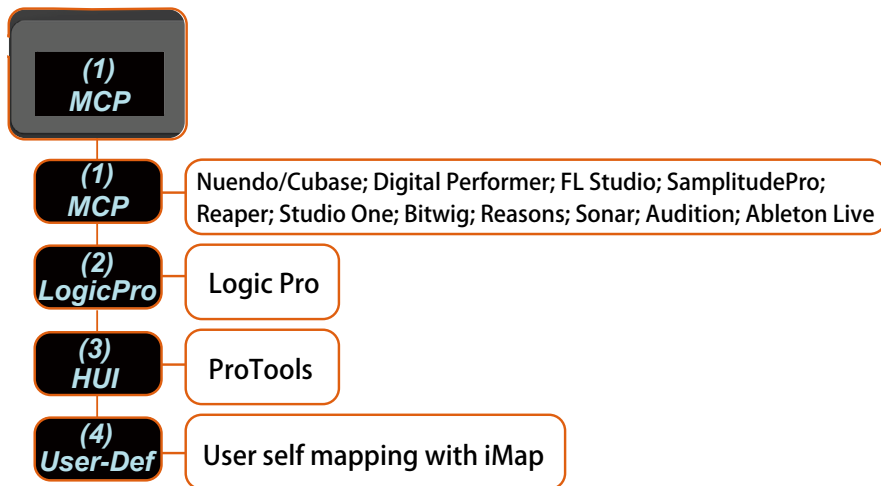 (1)
MCP
(1)
MCP
Nuendo/Cubase; Digital Performer; FL Studio; SamplitudePro;
Reaper; Studio One; Bitwig; Reasons; Sonar; Audition; Ableton Live
(2)
LogicPro
Logic Pro
(3)
HUI
ProTools
(4)
User-Def
User self mapping with iMap